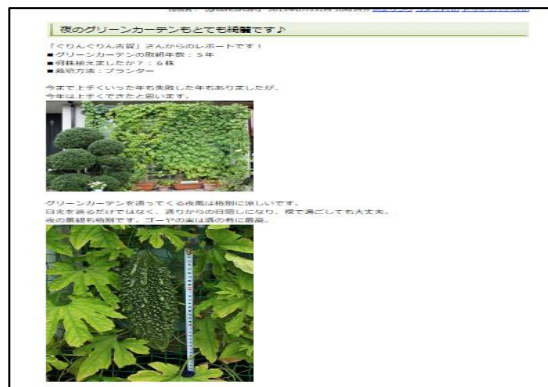 夜のグリーンカーテンもとても綺麗です♪
「ぐりんぐりん古賀」さんからのレポートです！
■グリーンカーテンの取組年数：５年
■何株植えましたか？：６株
■栽培方法：プランター
今まで上手くいった年も失敗した年もありましたが、
今年は上手くできたと思います。
グリーンカーテンを通ってくる夜風は格別に涼しいです。
日光を遮るだけではなく、通りからの目隠しになり、裸で過ごしても大丈夫。
夜の景観も格別です。ゴーヤの実は酒の肴に最高。